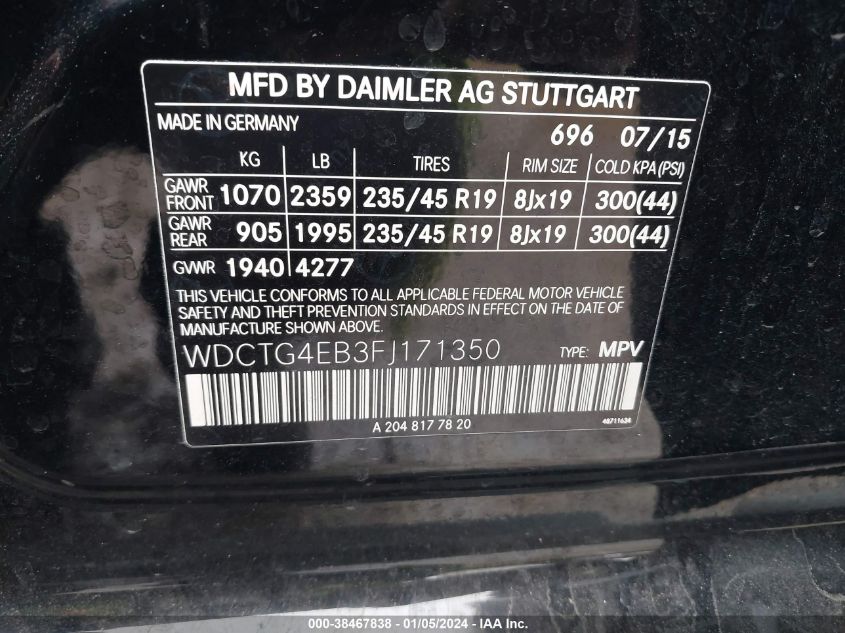 MFD BY DAIMLER AG STUTTGART
MADE IN GERMANY 696 07/15
KG LB TIRES RIM SIZE COLD KPA (PSI)
GAWR FRONT 1070 2359 235/45 R19 8Jx19 300(44)
GAWR REAR 905 1995 235/45 R19 8Jx19 300(44)
GVWR 1940 4277
THIS VEHICLE CONFORMS TO ALL APPLICABLE FEDERAL MOTOR VEHICLE
SAFETY AND THEFT PREVENTION STANDARDS IN EFFECT ON THE DATE OF
MANUFACTURE SHOWN ABOVE.
WDCTG4EB3FJ171350 TYPE: MPV
A 204 817 78 20 48711634
000-38467838 - 01/05/2024 - IAA Inc.